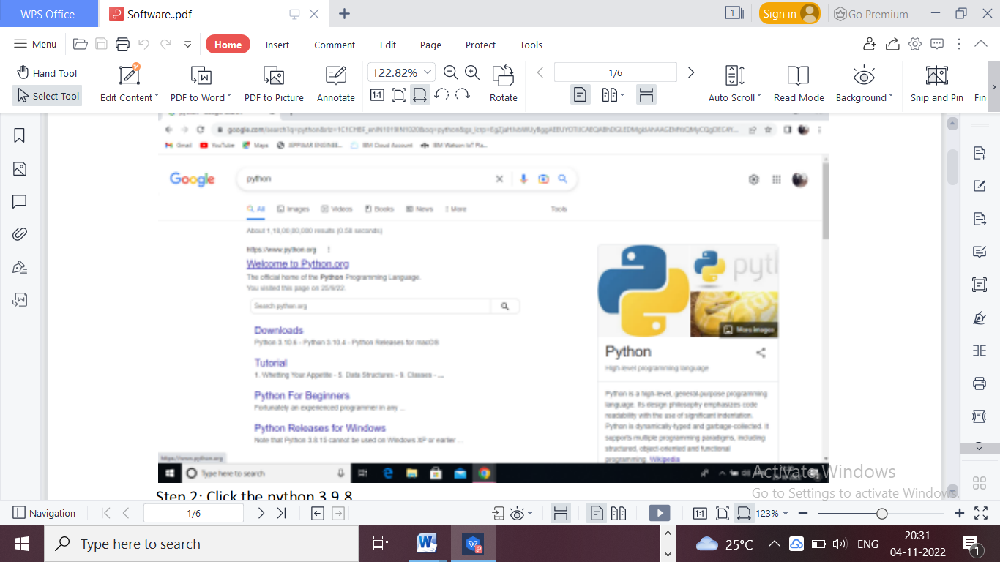 WPS Office
Software..pdf
1
Sign in
Go Premium
Menu
Home
Insert
Comment
Edit
Page
Protect
Tools
Hand Tool
Select Tool
Edit Content
PDF to Word
PDF to Picture
Annotate
122.82%
1:1
Rotate
1/6
Auto Scroll
Read Mode
Background
Snip and Pin
Fin
google.com/search?q=python
Gmail
YouTube
Maps
IBM Cloud Account
IBM Watson IoT Pla...
Google
python
All
Images
Videos
Books
News
More
Tools
About 1,18,00,00,000 results (0.58 seconds)
https://www.python.org
Welcome to Python.org
The official home of the Python Programming Language.
You visited this page on 25/9/22.
Search python.org
Downloads
Python 3.10.6 - Python 3.10.4 - Python Releases for macOS
Tutorial
1. Whetting Your Appetite - 5. Data Structures - 9. Classes - ...
Python For Beginners
Fortunately an experienced programmer in any ...
Python Releases for Windows
Note that Python 3.8.15 cannot be used on Windows XP or earlier ...
pyth
More images
Python
High-level programming language
Python is a high-level, general-purpose programming
language. Its design philosophy emphasizes code
readability with the use of significant indentation.
Python is dynamically-typed and garbage-collected. It
supports multiple programming paradigms, including
structured, object-oriented and functional
programming. Wikipedia
https://www.python.org
Type here to search
Activate Windows
Go to Settings to activate Windows.
Step 2: Click the python 3.9.8
Navigation
1/6
1:1
123%
Type here to search
25°C
ENG
20:31
04-11-2022
1